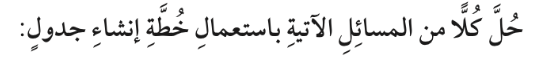 حُلَّ كُلًّا من المسائِلِ الآتيةِ باستعمالِ خُطَّةِ إنشاءِ جدولٍ: